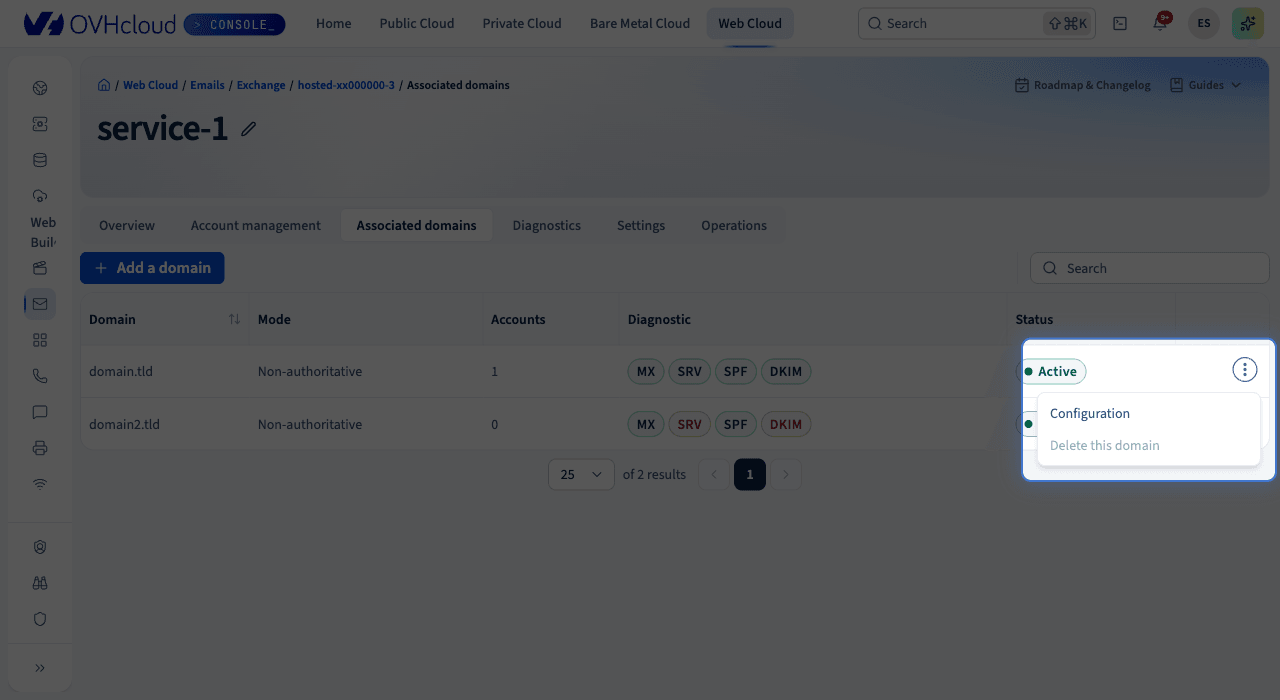 OVHcloud > CONSOLE_ Home Public Cloud Private Cloud Bare Metal Cloud Web Cloud Search ⇧⌘K 9+ ES
/ Web Cloud / Emails / Exchange / hosted-xx000000-3 / Associated domains Roadmap & Changelog Guides
service-1
Web
Buil
Overview Account management Associated domains Diagnostics Settings Operations
+ Add a domain Search
Domain Mode Accounts Diagnostic Status
domain.tld Non-authoritative 1 MX SRV SPF DKIM Active
Configuration
domain2.tld Non-authoritative 0 MX SRV SPF DKIM
Delete this domain
25 of 2 results < 1 >